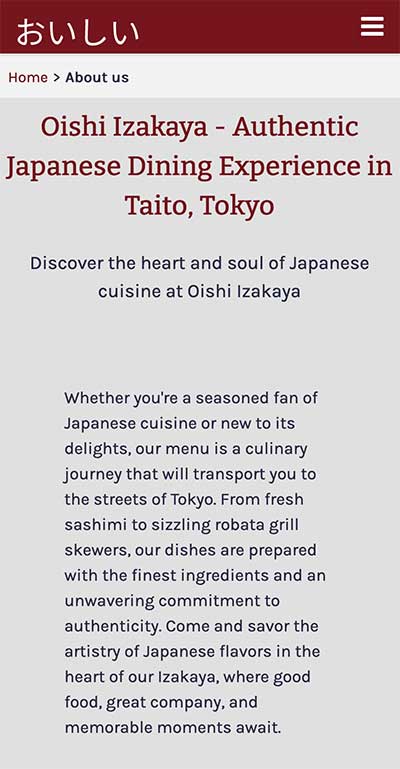 おいしい
Home > About us
Oishi Izakaya - Authentic
Japanese Dining Experience in
Taito, Tokyo
Discover the heart and soul of Japanese
cuisine at Oishi Izakaya
Whether you're a seasoned fan of
Japanese cuisine or new to its
delights, our menu is a culinary
journey that will transport you to
the streets of Tokyo. From fresh
sashimi to sizzling robata grill
skewers, our dishes are prepared
with the finest ingredients and an
unwavering commitment to
authenticity. Come and savor the
artistry of Japanese flavors in the
heart of our Izakaya, where good
food, great company, and
memorable moments await.